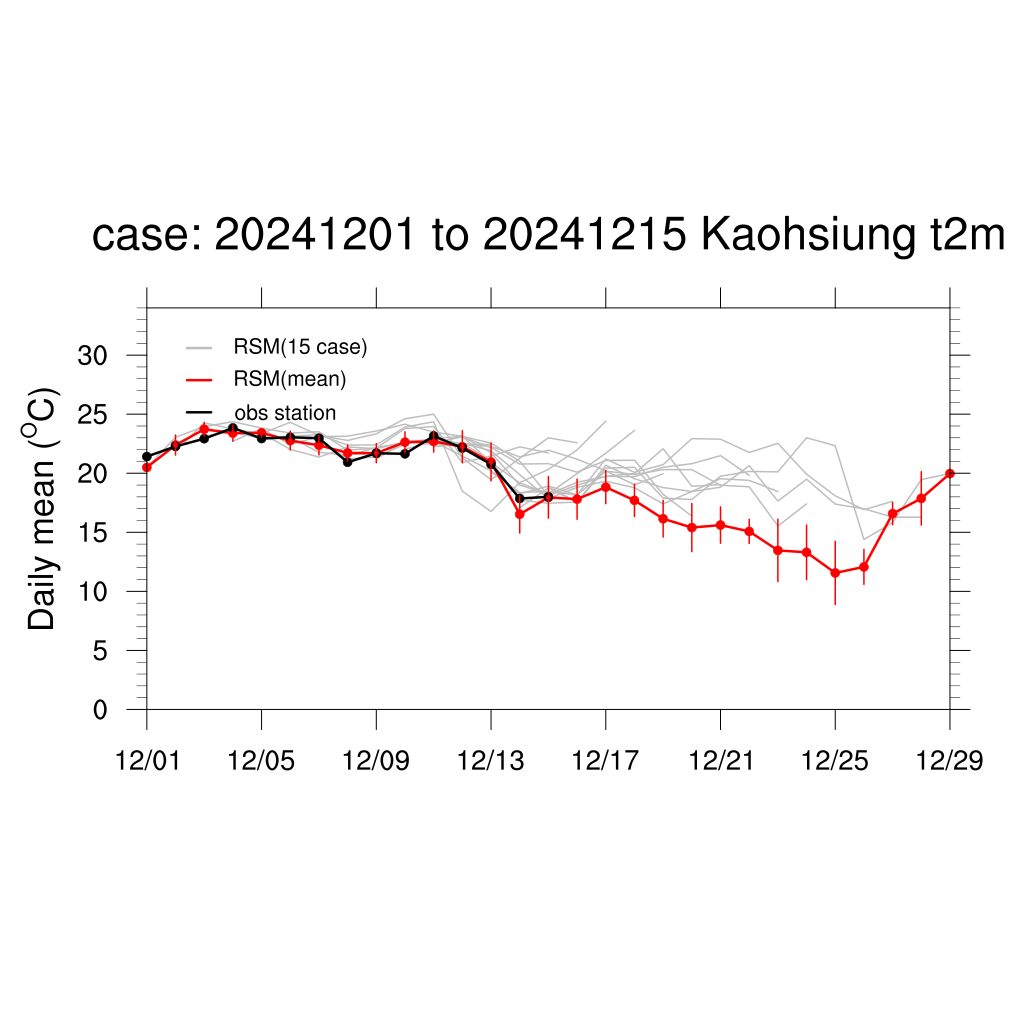 case: 20241201 to 20241215 Kaohsiung t2m
RSM(15 case)
RSM(mean)
obs station
Daily mean (°C)
30
25
20
15
10
5
0
12/01 12/05 12/09 12/13 12/17 12/21 12/25 12/29